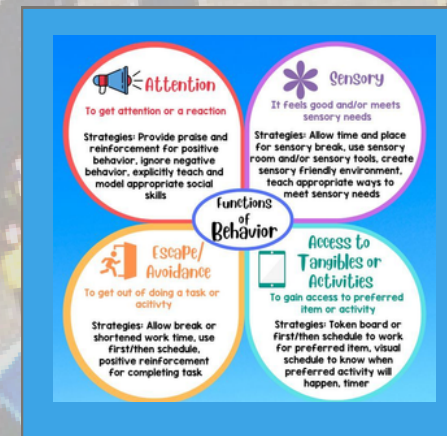 Attention
To get attention or a reaction
Strategies: Provide praise and
reinforcement for positive
behavior, ignore negative
behavior, explicitly teach and
model appropriate social
skills
Sensory
It feels good and/or meets
sensory needs
Strategies: Allow time and place
for sensory break, use sensory
room and/or sensory tools, create
sensory friendly environment,
teach appropriate ways to
meet sensory needs
Functions
of
Behavior
Escape/
Avoidance
To get out of doing a task or
acitivty
Strategies: Allow break or
shortened work time, use
first/then schedule,
positive reinforcement
for completing task
Access to
Tangibles or
Activities
To gain access to preferred
item or activity
Strategies: Token board or
first/then schedule to work
for preferred item, visual
schedule to know when
preferred activity will
happen, timer